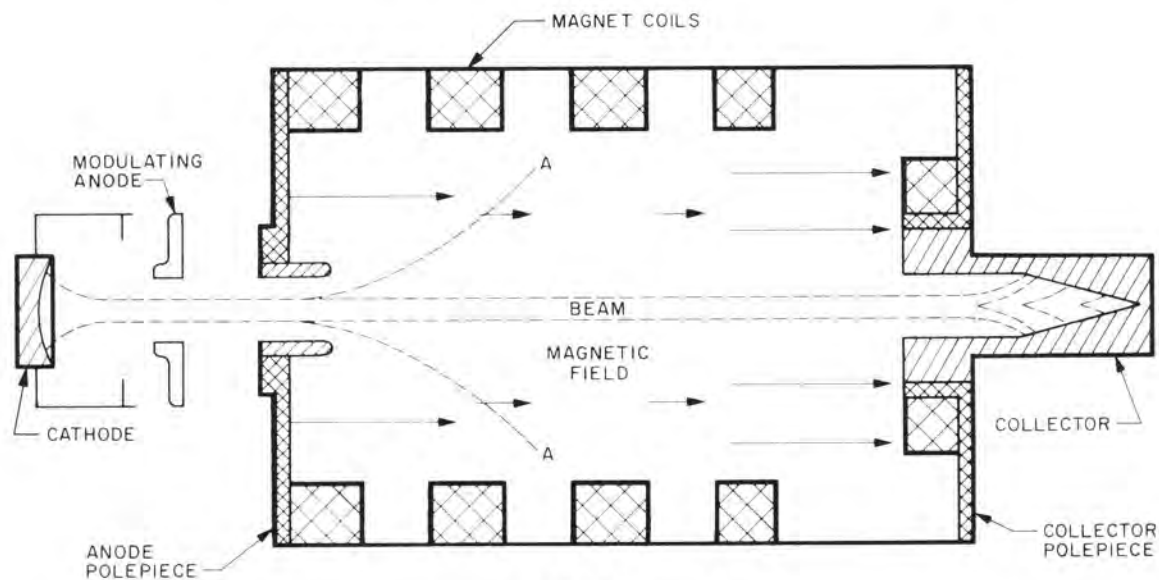 MAGNET COILS
MODULATING
ANODE
A
BEAM
MAGNETIC
FIELD
CATHODE
A
COLLECTOR
ANODE
POLEPIECE
COLLECTOR
POLEPIECE